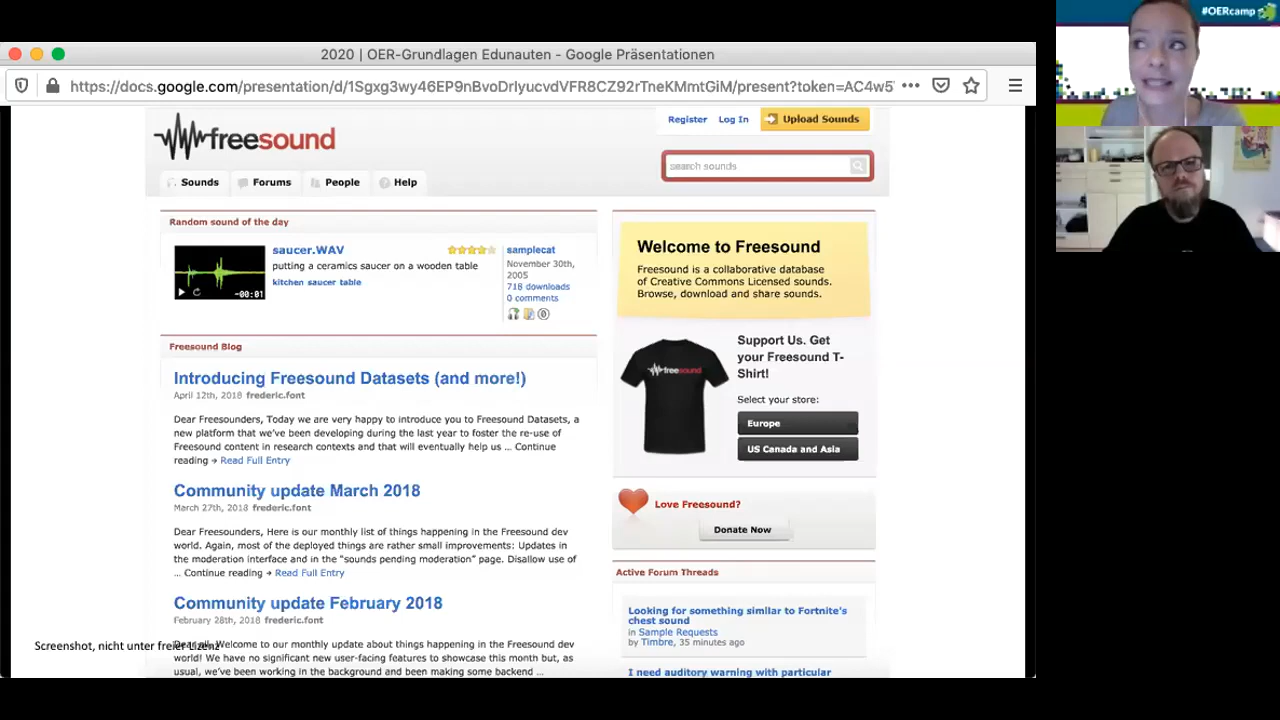 2020 | OER-Grundlagen Edunauten - Google Präsentationen
https://docs.google.com/presentation/d/1Sgxg3wy46EP9nBvoDrIyucvdVFR8CZ92rTneKMmtGiM/present?token=AC4w5
#OERcamp
freesound
Register
Log In
Upload Sounds
search sounds
Sounds
Forums
People
Help
Random sound of the day
saucer.WAV
putting a ceramics saucer on a wooden table
kitchen saucer table
-00:01
samplecat
November 30th,
2005
718 downloads
0 comments
Freesound Blog
Introducing Freesound Datasets (and more!)
April 12th, 2018 frederic.font
Dear Freesounders, Today we are very happy to introduce you to Freesound Datasets, a
new platform that we've been developing during the last year to foster the re-use of
Freesound content in research contexts and that will eventually help us ... Continue
reading → Read Full Entry
Community update March 2018
March 27th, 2018 frederic.font
Dear Freesounders, Here is our monthly list of things happening in the Freesound dev
world. Again, most of the deployed things are rather small improvements: Updates in
the moderation interface and in the "sounds pending moderation" page. Disallow use of
... Continue reading → Read Full Entry
Community update February 2018
February 28th, 2018 frederic.font
Welcome to our monthly update about things happening in the Freesound dev
world! We have no significant new user-facing features to showcase this month but, as
usual, we've been working in the background and been making some backend ...
Screenshot, nicht unter freier Lizenz
Welcome to Freesound
Freesound is a collaborative database
of Creative Commons Licensed sounds.
Browse, download and share sounds.
freesound
Support Us. Get
your Freesound T-
Shirt!
Select your store:
Europe
US Canada and Asia
Love Freesound?
Donate Now
Active Forum Threads
Looking for something similar to Fortnite's
chest sound
in Sample Requests
by Timbre, 35 minutes ago
I need auditory warning with particular